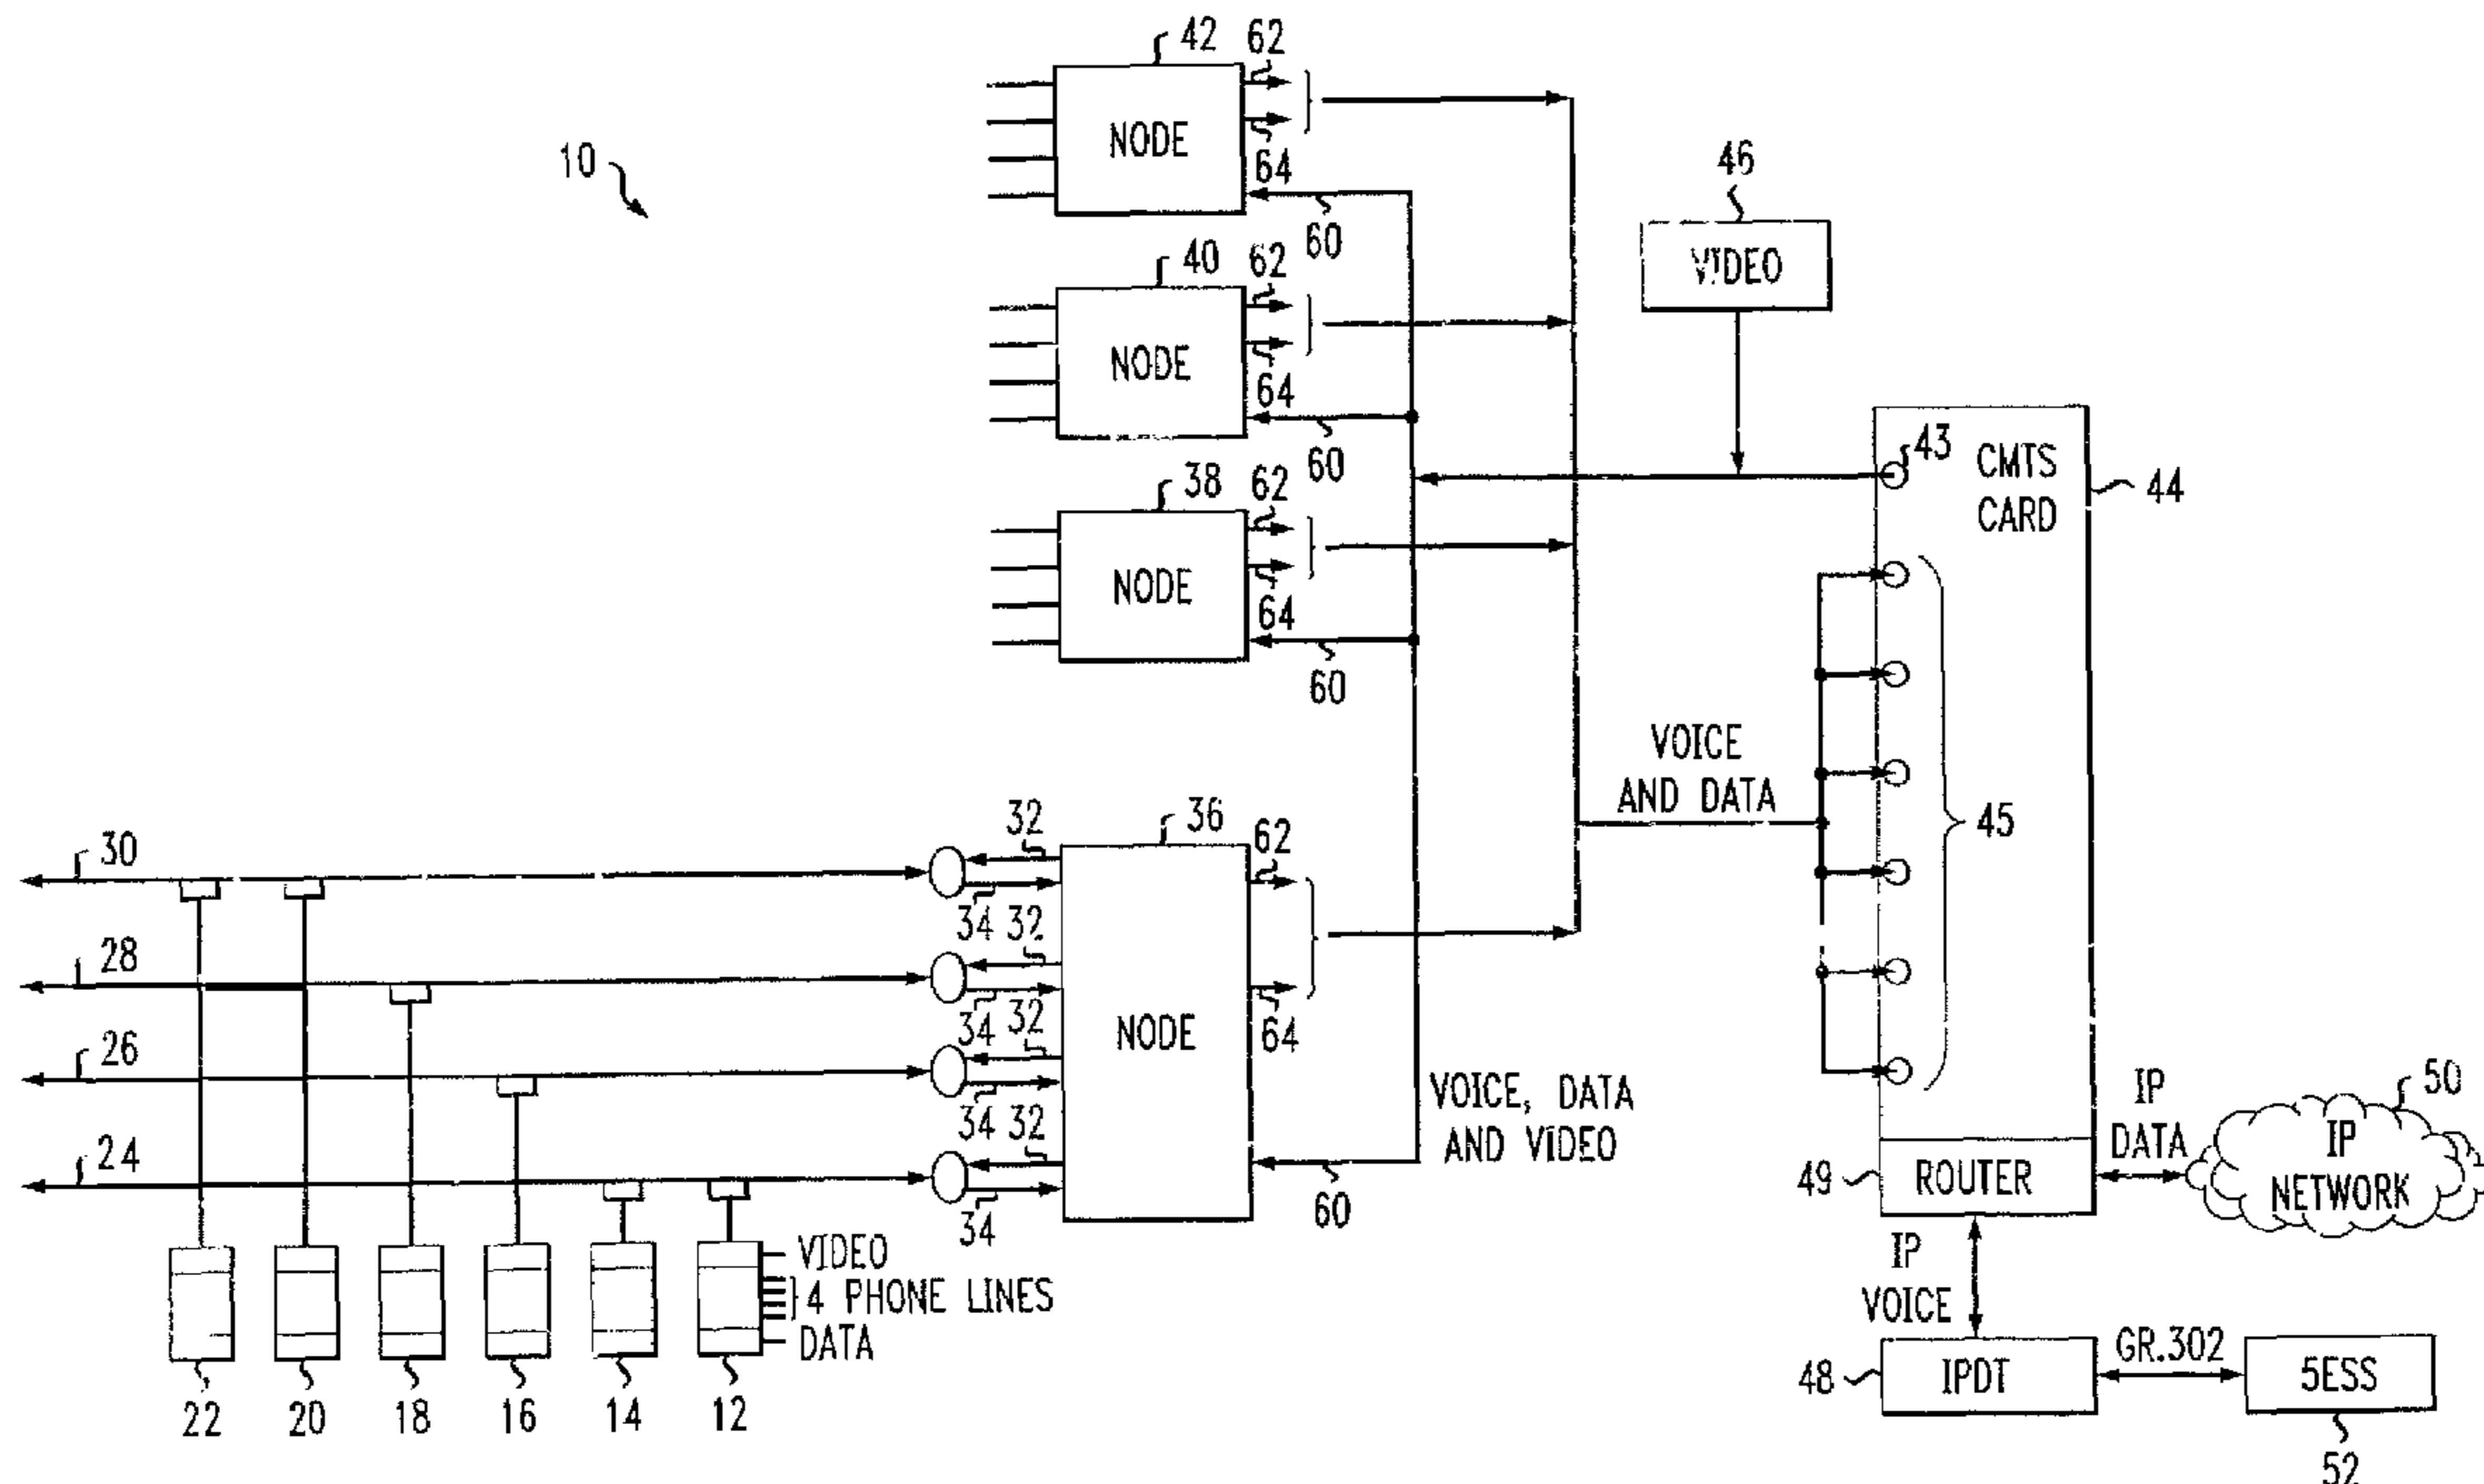 42 62
10
NODE
64
46
60
VIDEO
40 62
NODE
64
60
43
CMTS
CARD
44
38 62
NODE
64
60
VOICE
AND DATA
45
30
32
36
62
34 32
28
34 32
NODE
64
26
34 32
VOICE, DATA
AND VIDEO
24
34
60
IP
DATA
50
IP
NETWORK
49
ROUTER
VIDEO
4 PHONE LINES
DATA
IP
VOICE
22 20 18 16 14 12
48
IPDT
GR.302
5ESS
52